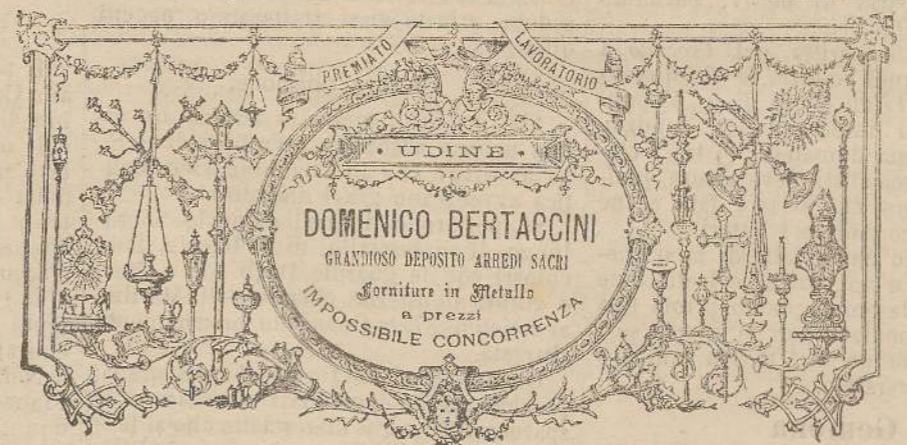 PREMIATO LAVORATORIO
· UDINE ·
DOMENICO BERTACCINI
GRANDIOSO DEPOSITO ARREDI SACRI
Forniture in Metallo
a prezzi
IMPOSSIBILE CONCORRENZA